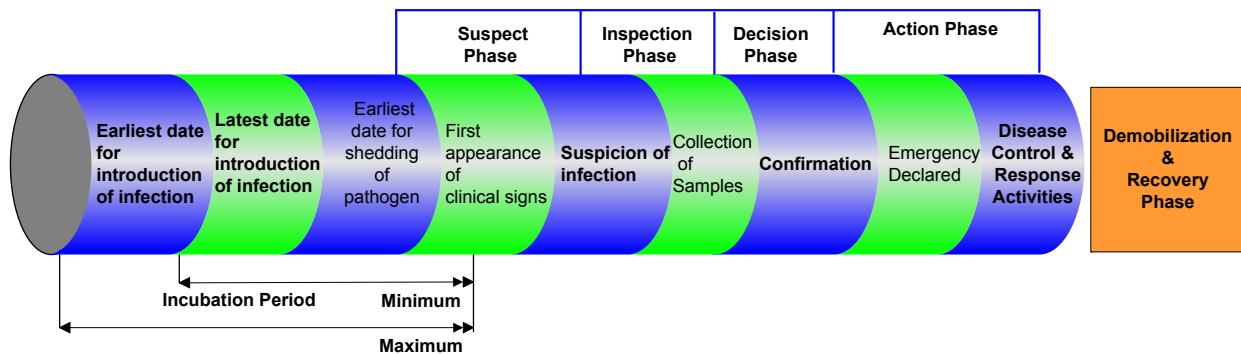 Suspect
Phase
Inspection
Phase
Decision
Phase
Action Phase
Earliest date
for
introduction
of infection
Latest date
for
introduction
of infection
Earliest
date for
shedding
of
pathogen
First
appearance
of
clinical signs
Suspicion of
infection
Collection
of
Samples
Confirmation
Emergency
Declared
Disease
Control &
Response
Activities
Demobilization
&
Recovery
Phase
Incubation Period
Minimum
Maximum